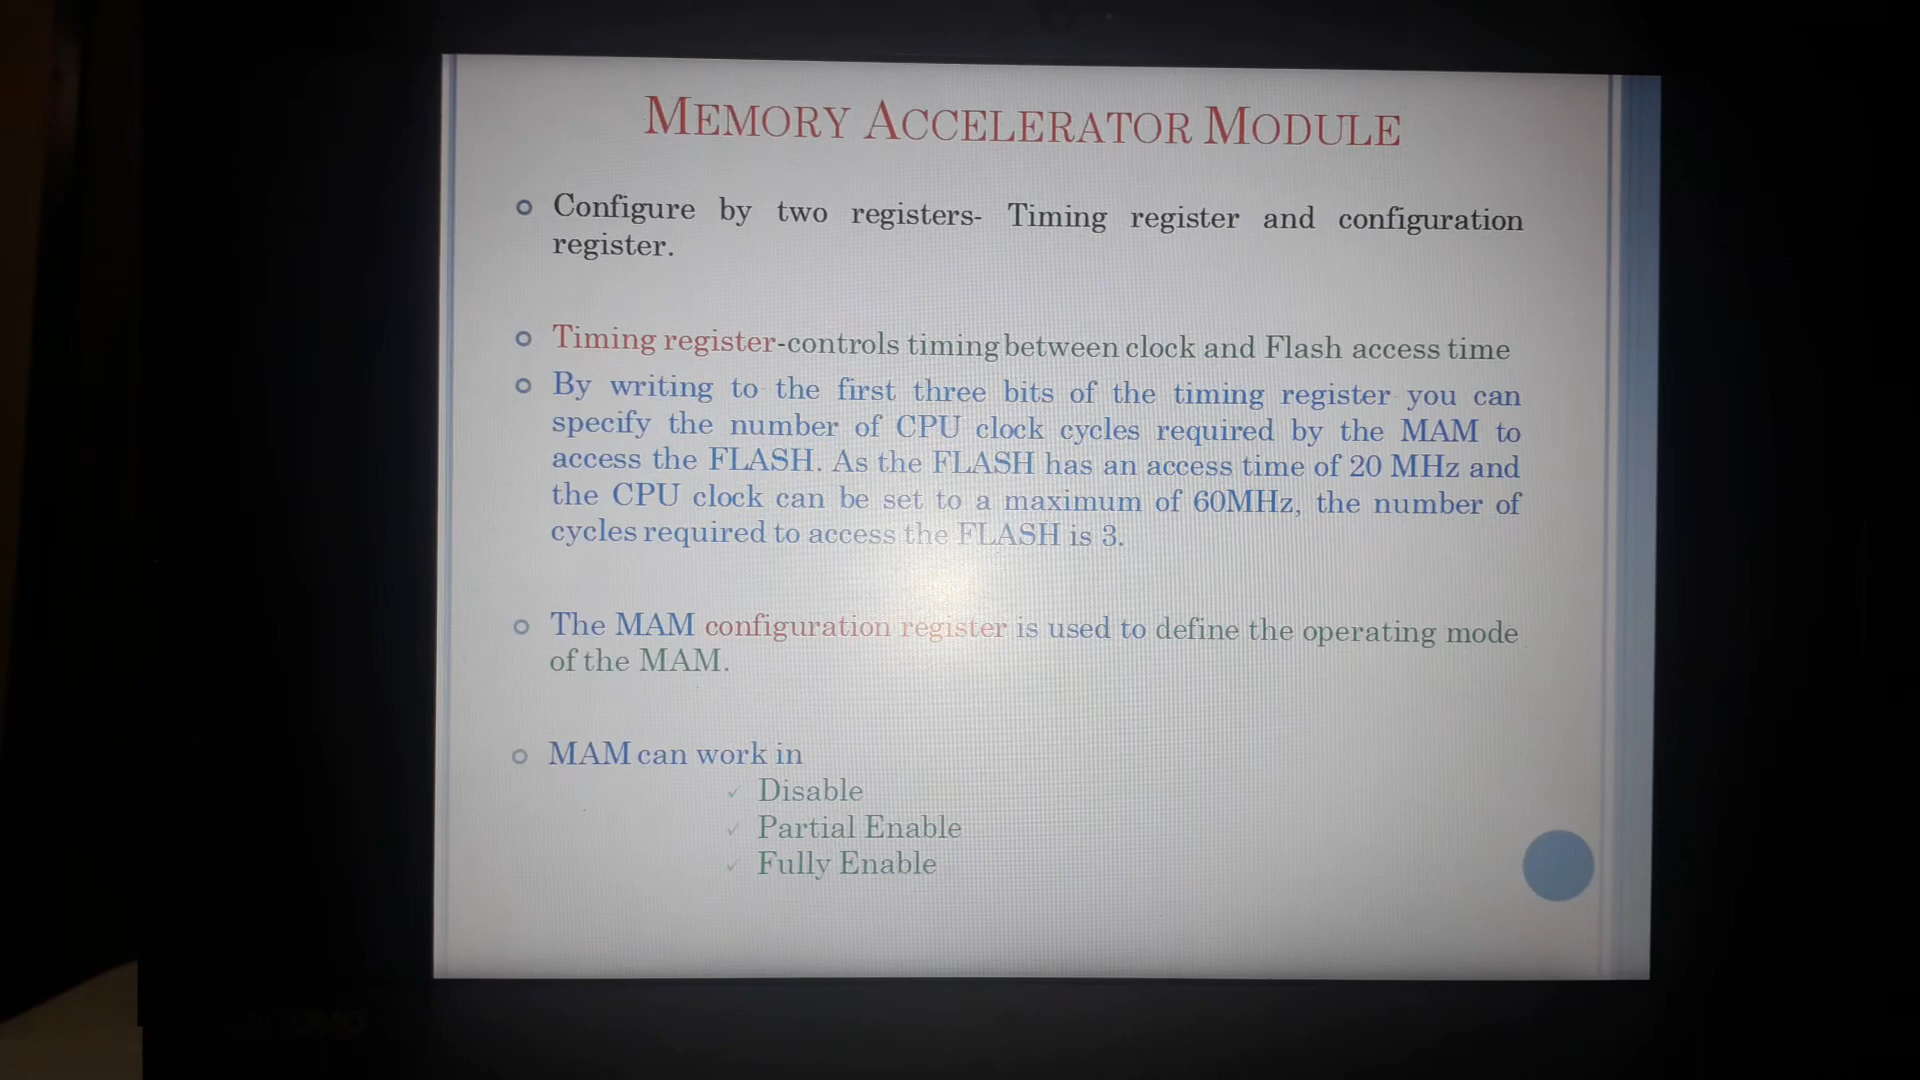 MEMORY ACCELERATOR MODULE
Configure by two registers- Timing register and configuration
register.
Timing register-controls timing between clock and Flash access time
By writing to the first three bits of the timing register you can
specify the number of CPU clock cycles required by the MAM to
access the FLASH. As the FLASH has an access time of 20 MHz and
the CPU clock can be set to a maximum of 60MHz, the number of
cycles required to access the FLASH is 3.
The MAM configuration register is used to define the operating mode
of the MAM.
MAM can work in
✓ Disable
✓ Partial Enable
✓ Fully Enable